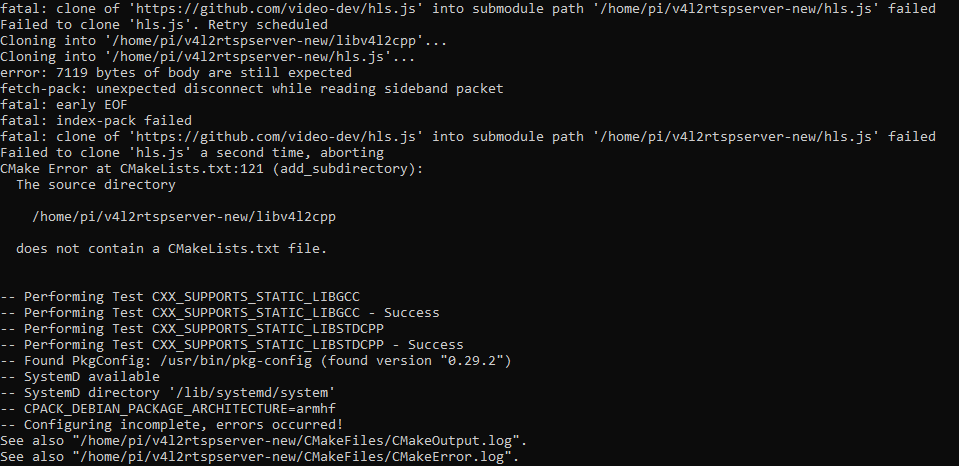 fatal: clone of 'https://github.com/video-dev/hls.js' into submodule path '/home/pi/v4l2rtspserver-new/hls.js' failed
Failed to clone 'hls.js'. Retry scheduled
Cloning into '/home/pi/v4l2rtspserver-new/libv4l2cpp'...
Cloning into '/home/pi/v4l2rtspserver-new/hls.js'...
error: 7119 bytes of body are still expected
fetch-pack: unexpected disconnect while reading sideband packet
fatal: early EOF
fatal: index-pack failed
fatal: clone of 'https://github.com/video-dev/hls.js' into submodule path '/home/pi/v4l2rtspserver-new/hls.js' failed
Failed to clone 'hls.js' a second time, aborting
CMake Error at CMakeLists.txt:121 (add_subdirectory):
  The source directory

    /home/pi/v4l2rtspserver-new/libv4l2cpp

  does not contain a CMakeLists.txt file.


-- Performing Test CXX_SUPPORTS_STATIC_LIBGCC
-- Performing Test CXX_SUPPORTS_STATIC_LIBGCC - Success
-- Performing Test CXX_SUPPORTS_STATIC_LIBSTDCPP
-- Performing Test CXX_SUPPORTS_STATIC_LIBSTDCPP - Success
-- Found PkgConfig: /usr/bin/pkg-config (found version "0.29.2")
-- SystemD available
-- SystemD directory '/lib/systemd/system'
-- CPACK_DEBIAN_PACKAGE_ARCHITECTURE=armhf
-- Configuring incomplete, errors occurred!
See also "/home/pi/v4l2rtspserver-new/CMakeFiles/CMakeOutput.log".
See also "/home/pi/v4l2rtspserver-new/CMakeFiles/CMakeError.log".